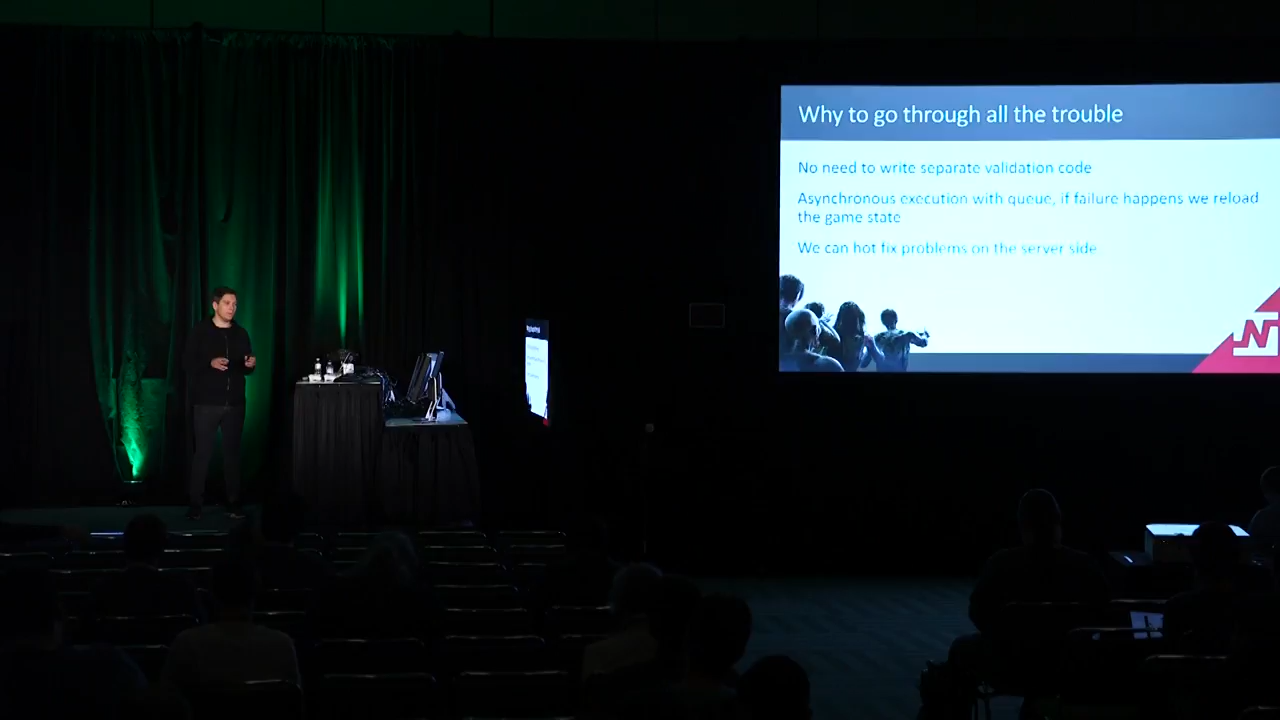 Why to go through all the trouble
No need to write separate validation code
Asynchronous execution with queue, if failure happens we reload
the game state
We can hot fix problems on the server side
N